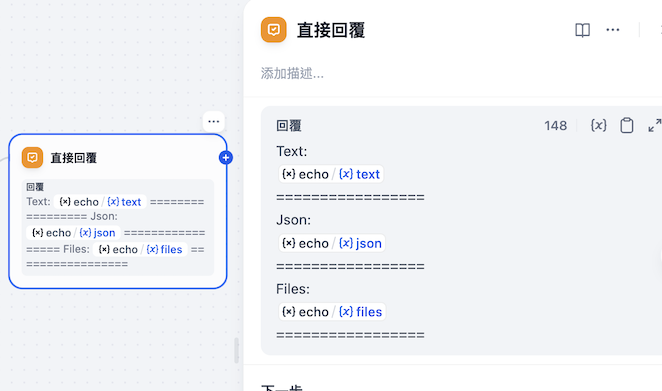 直接回覆
回覆
Text: {×} echo / {x} text =========
========= Json:
{×} echo / {x} json ============
===== Files: {×} echo / {x} files ==
===============
直接回覆
添加描述...
回覆
148
{x}
Text:
{×} echo / {x} text
=================
Json:
{×} echo / {x} json
=================
Files:
{×} echo / {x} files
=================
下一步